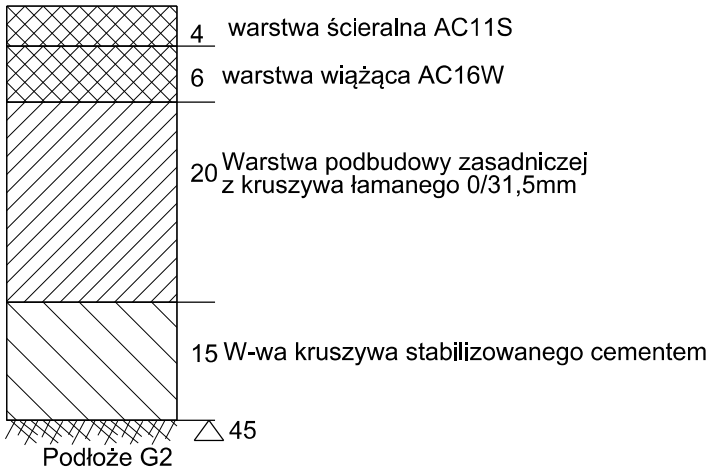 4 warstwa ścieralna AC11S
6 warstwa wiążąca AC16W
20 Warstwa podbudowy zasadniczej
z kruszywa łamanego 0/31,5mm
15 W-wa kruszywa stabilizowanego cementem
45
Podłoże G2